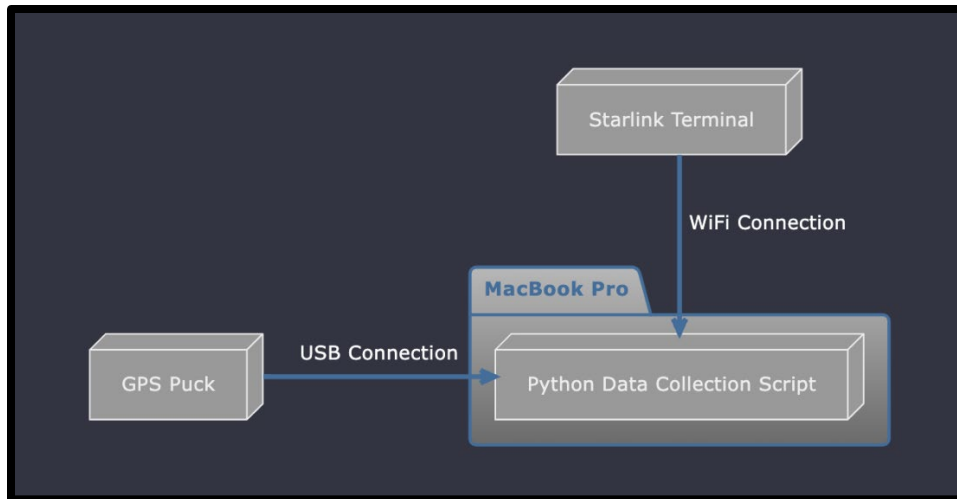 Starlink Terminal
WiFi Connection
MacBook Pro
USB Connection
GPS Puck
Python Data Collection Script